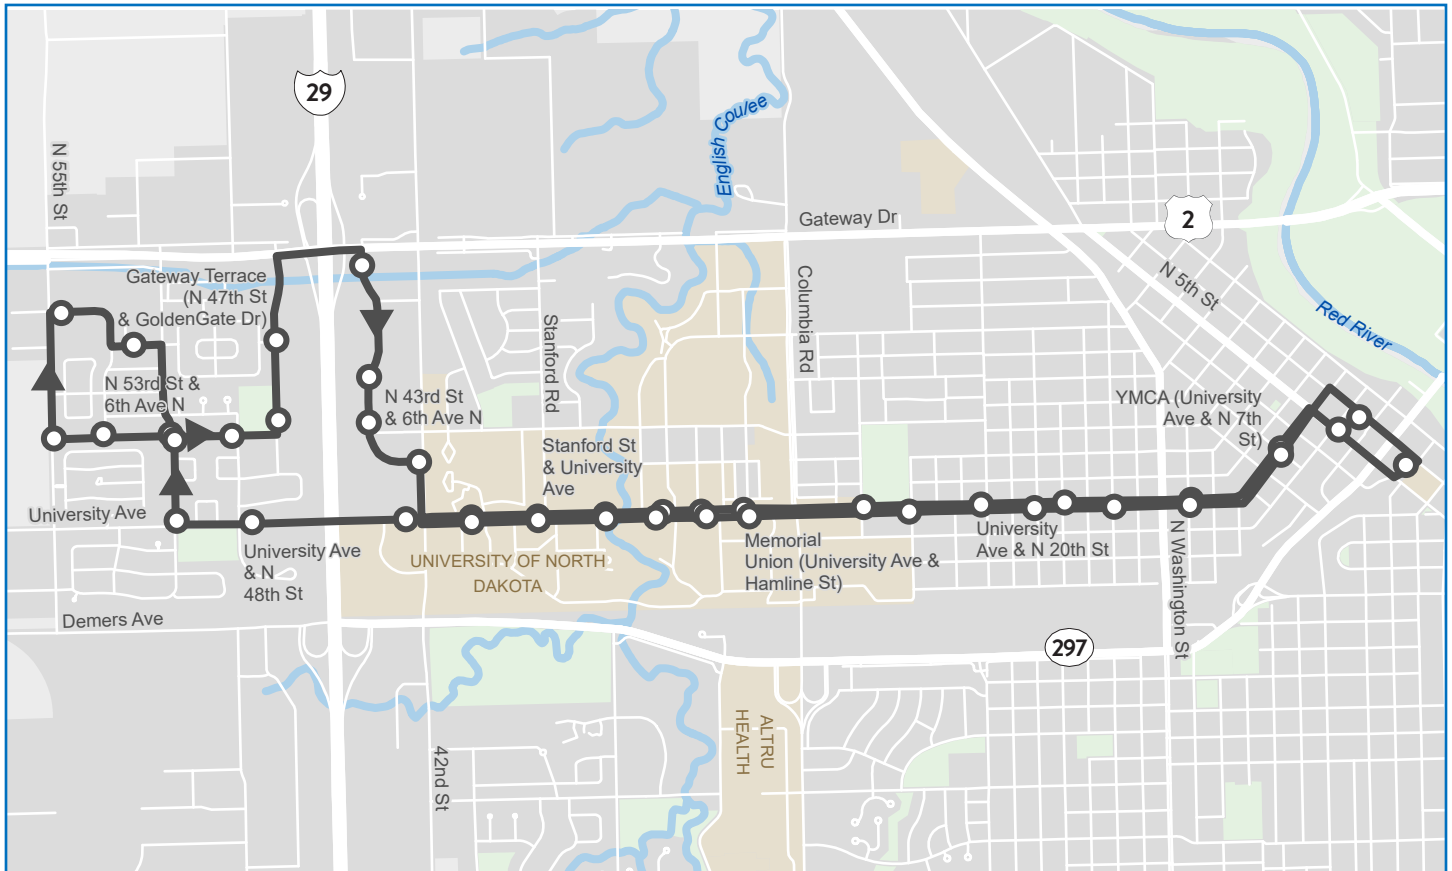 29
English Coulee
N 55th St
Gateway Dr
2
N 5th St
Gateway Terrace
(N 47th St
& GoldenGate Dr)
Columbia Rd
Red River
Stanford Rd
N 53rd St &
6th Ave N
N 43rd St
& 6th Ave N
YMCA (University
Ave & N 7th
St)
Stanford St
& University
Ave
University Ave
University Ave
& N
48th St
UNIVERSITY OF NORTH
DAKOTA
Memorial
Union (University Ave &
Hamline St)
University
Ave & N 20th St
N Washington St
Demers Ave
297
ALTRU
HEALTH
42nd St